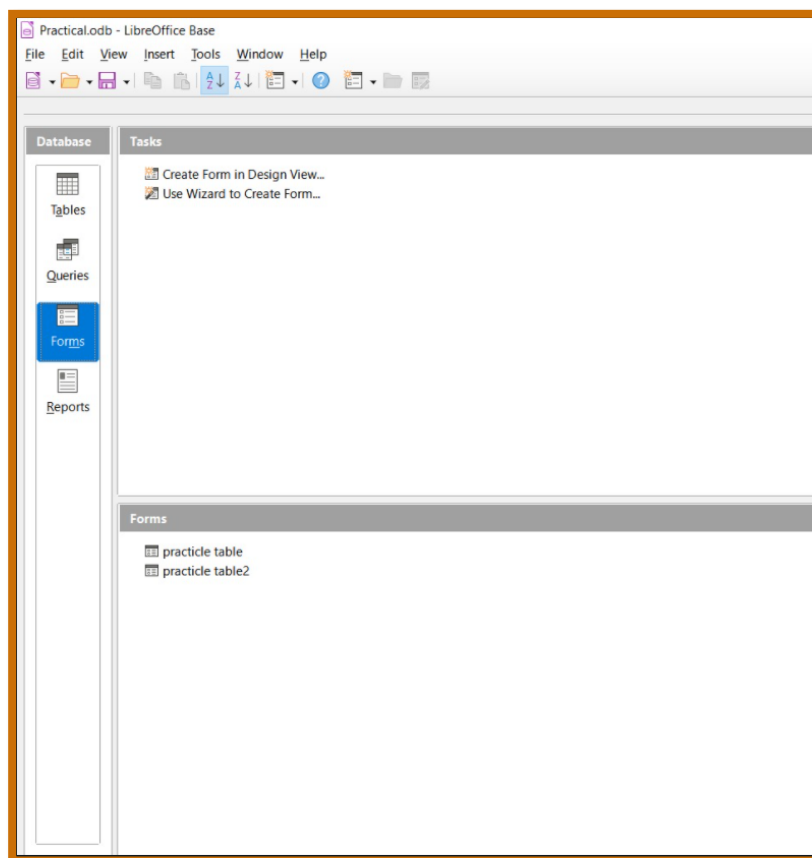 Practical.odb - LibreOffice Base
File Edit View Insert Tools Window Help
Database
Tables
Queries
Forms
Reports
Tasks
Create Form in Design View...
Use Wizard to Create Form...
Forms
practicle table
practicle table2